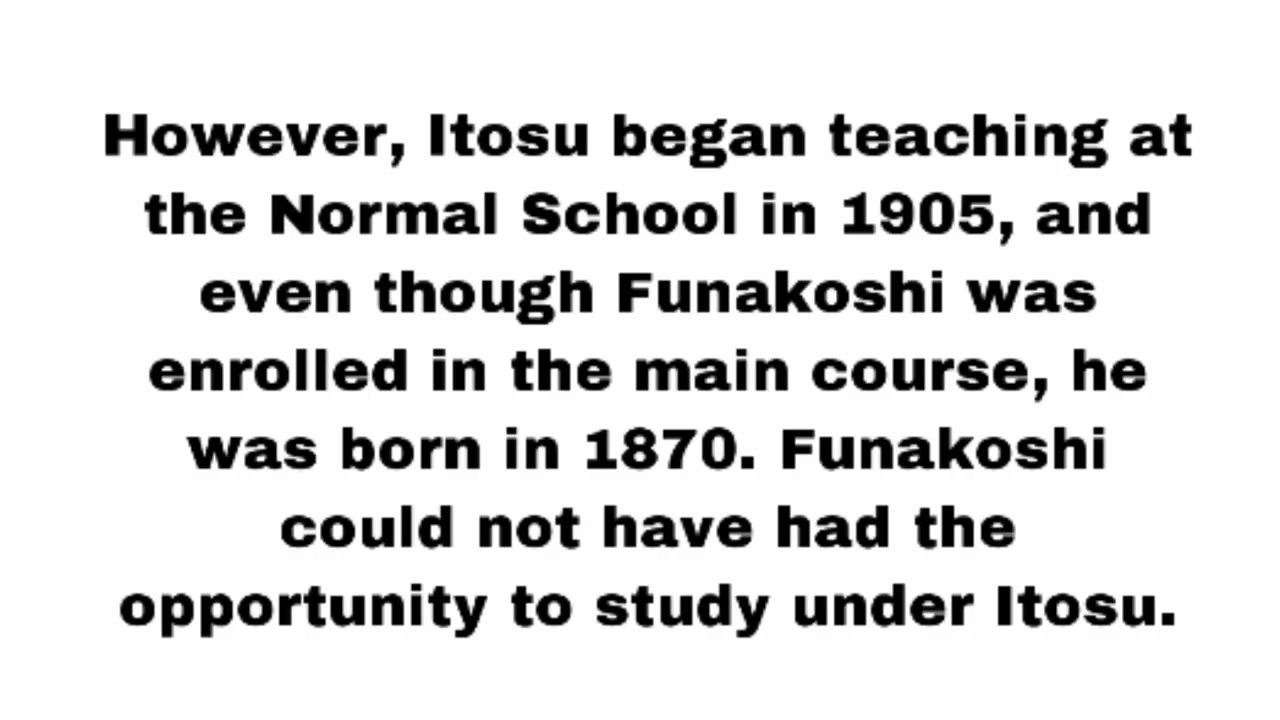 However, Itosu began teaching at
the Normal School in 1905, and
even though Funakoshi was
enrolled in the main course, he
was born in 1870. Funakoshi
could not have had the
opportunity to study under Itosu.